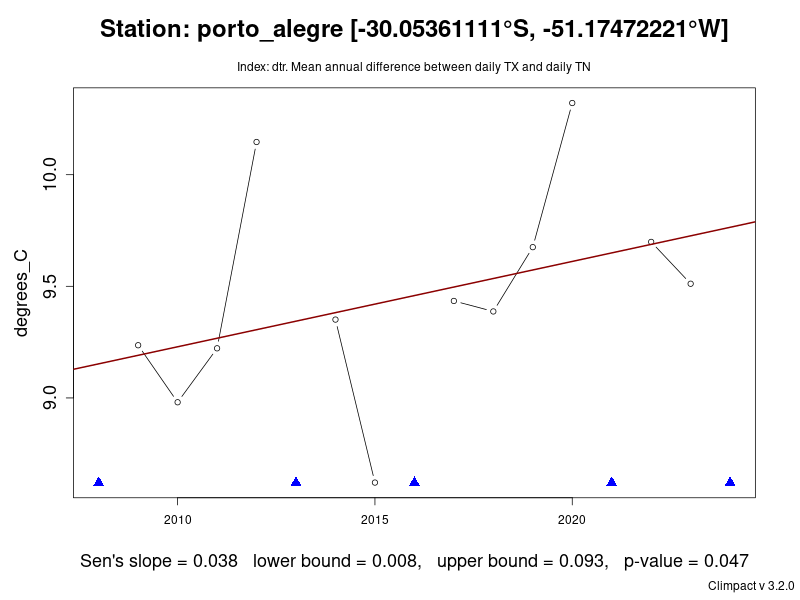 Station: porto_alegre [-30.05361111°S, -51.17472221°W]
Index: dtr. Mean annual difference between daily TX and daily TN
degrees_C
10.0
9.5
9.0
2010 2015 2020
Sen's slope = 0.038 lower bound = 0.008, upper bound = 0.093, p-value = 0.047
Climpact v 3.2.0